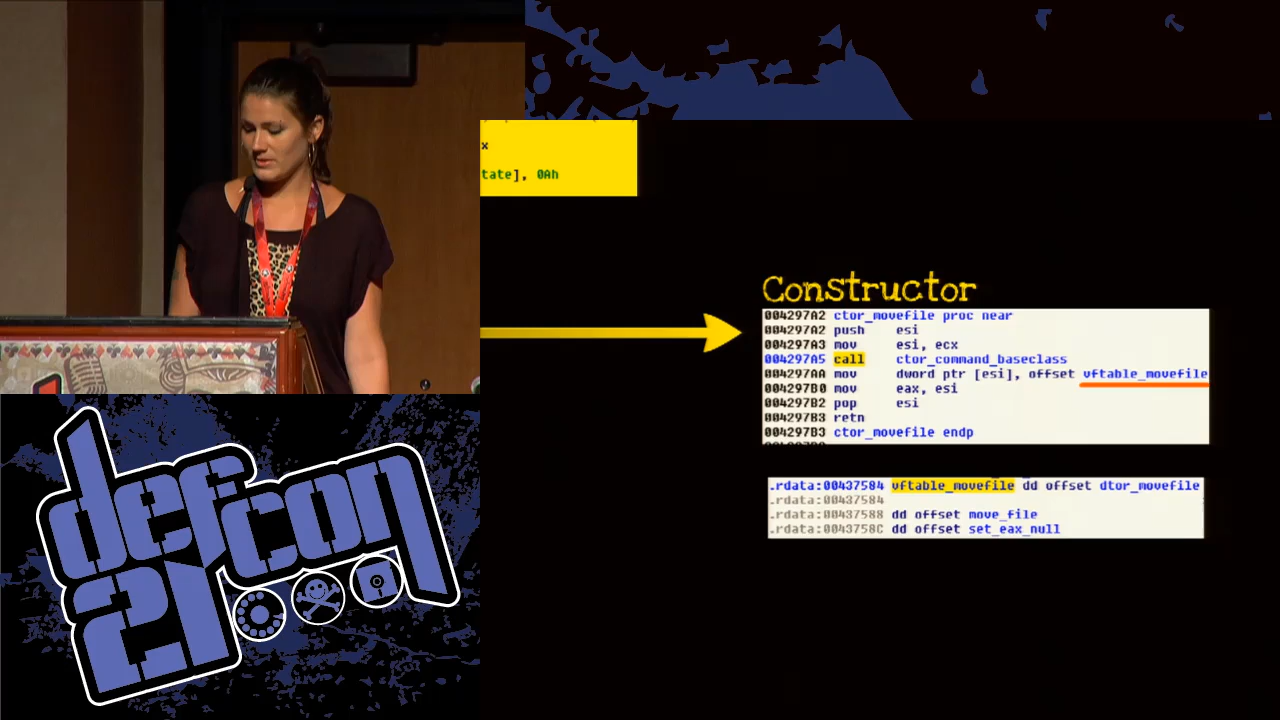 x
tate], 0Ah
Constructor
004297A2 ctor_movefile proc near
004297A2 push esi
004297A3 mov esi, ecx
004297A5 call ctor_command_baseclass
004297AA mov dword ptr [esi], offset vftable_movefile
004297B0 mov eax, esi
004297B2 pop esi
004297B3 retn
004297B3 ctor_movefile endp
.rdata:00437584 vftable_movefile dd offset dtor_movefile
.rdata:00437584
.rdata:00437588 dd offset move_file
.rdata:0043758C dd offset set_eax_null
defcon
21